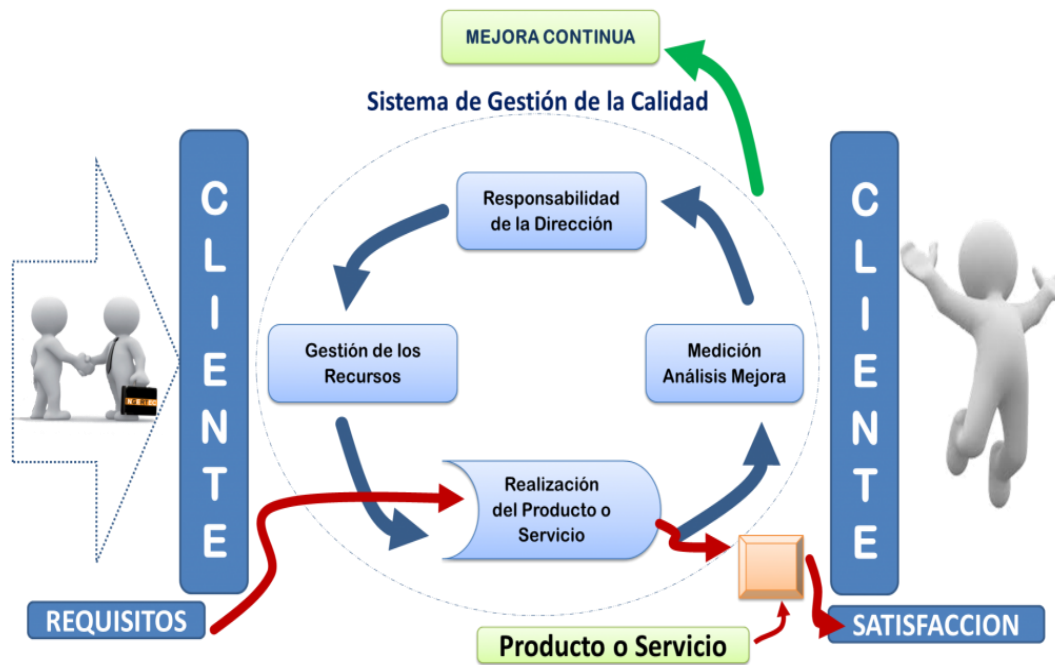 MEJORA CONTINUA
Sistema de Gestión de la Calidad
CLIENTE
Responsabilidad
de la Dirección
CLIENTE
Gestión de los
Recursos
Medición
Análisis Mejora
Realización
del Producto o
Servicio
REQUISITOS
Producto o Servicio
SATISFACCION